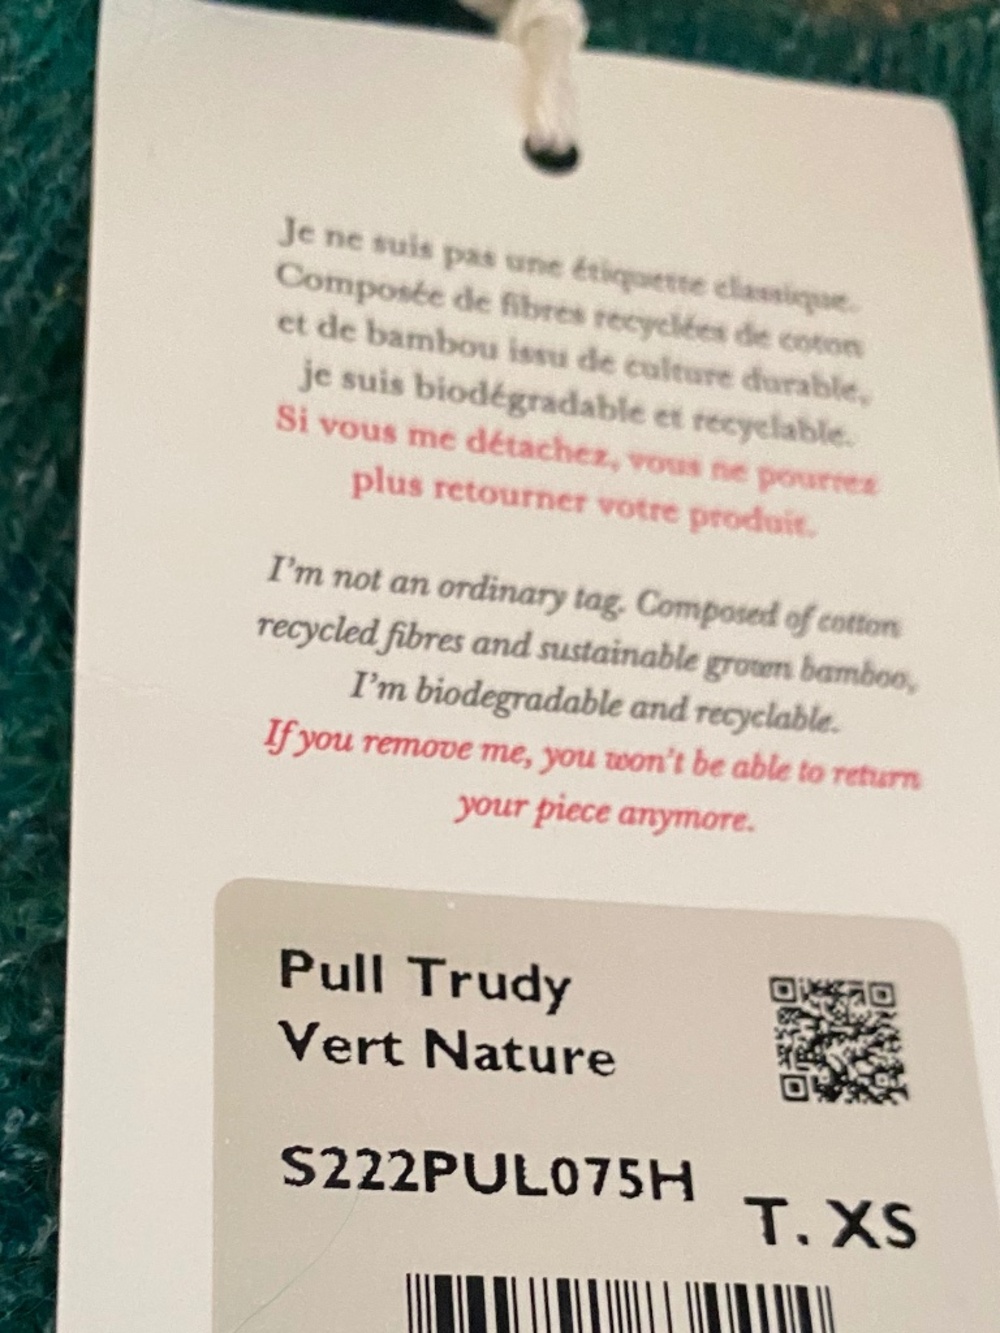 Je ne suis pas une étiquette classique.
Composée de fibres recyclées de coton
et de bambou issu de culture durable,
je suis biodégradable et recyclable.
Si vous me détachez, vous ne pourrez
plus retourner votre produit.
I'm not an ordinary tag. Composed of cotton
recycled fibres and sustainable grown bamboo,
I'm biodegradable and recyclable.
If you remove me, you won't be able to return
your piece anymore.
Pull Trudy
Vert Nature
S222PUL075H
T. XS